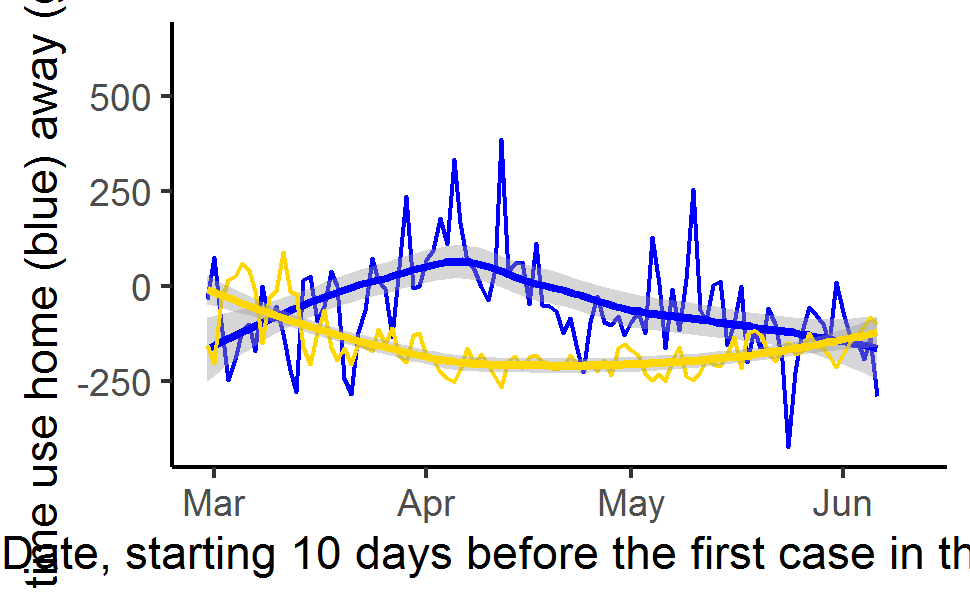 time use home (blue) away (
500
250
0
-250
Mar Apr May Jun
Date, starting 10 days before the first case in th